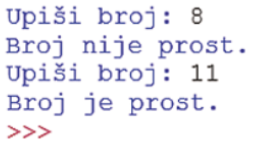 Upiši broj: 8
Broj nije prost.
Upiši broj: 11
Broj je prost.
>>>